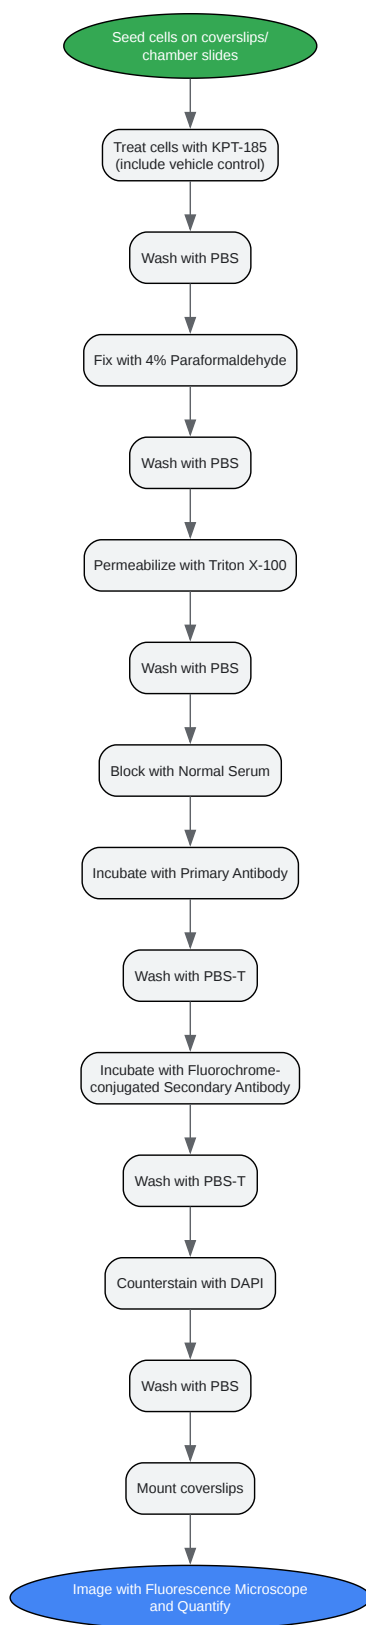 Seed cells on coverslips/
chamber slides
Treat cells with KPT-185
(include vehicle control)
Wash with PBS
Fix with 4% Paraformaldehyde
Wash with PBS
Permeabilize with Triton X-100
Wash with PBS
Block with Normal Serum
Incubate with Primary Antibody
Wash with PBS-T
Incubate with Fluorochrome-
conjugated Secondary Antibody
Wash with PBS-T
Counterstain with DAPI
Wash with PBS
Mount coverslips
Image with Fluorescence Microscope
and Quantify